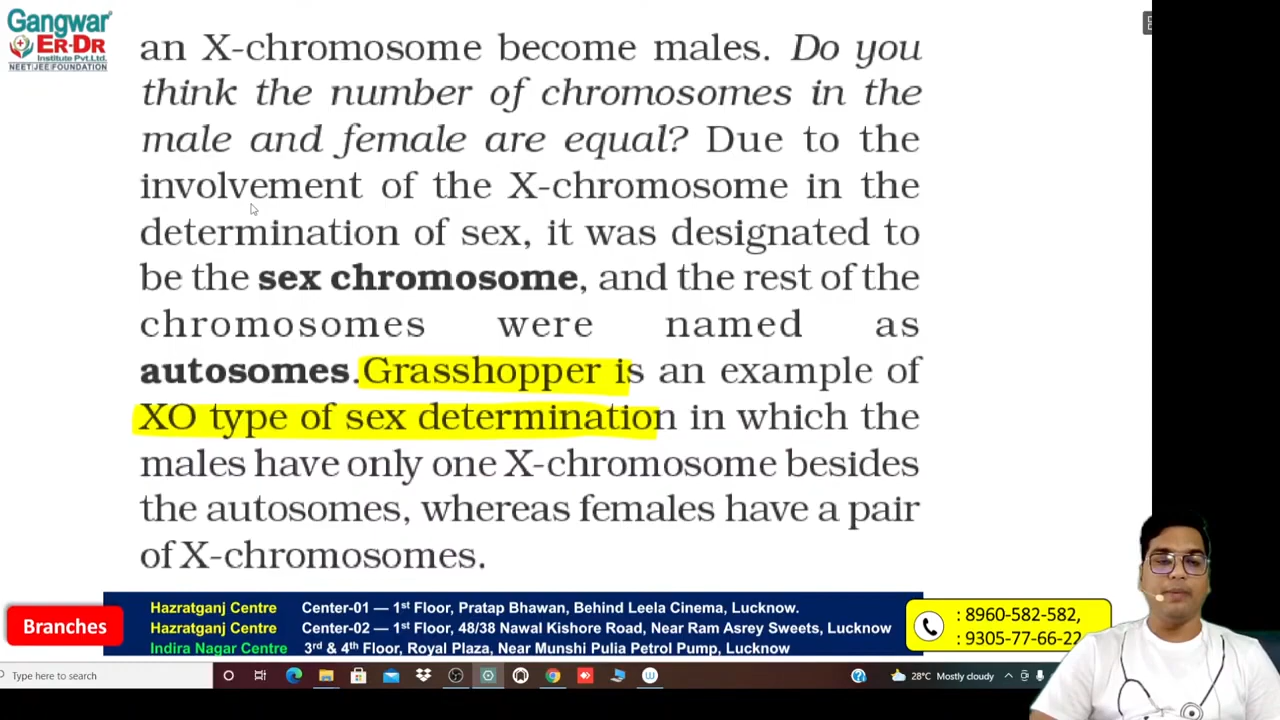 Gangwar
ER-DR
Institute Pvt.Ltd.
NEET|JEE|FOUNDATION
an X-chromosome become males. Do you
think the number of chromosomes in the
male and female are equal? Due to the
involvement of the X-chromosome in the
determination of sex, it was designated to
be the sex chromosome, and the rest of the
chromosomes were named as
autosomes.Grasshopper is an example of
XO type of sex determination in which the
males have only one X-chromosome besides
the autosomes, whereas females have a pair
of X-chromosomes.
Branches
Hazratganj Centre Center-01 — 1st Floor, Pratap Bhawan, Behind Leela Cinema, Lucknow.
Hazratganj Centre Center-02 — 1st Floor, 48/38 Nawal Kishore Road, Near Ram Asrey Sweets, Lucknow
Indira Nagar Centre 3rd & 4th Floor, Royal Plaza, Near Munshi Pulia Petrol Pump, Lucknow
: 8960-582-582,
: 9305-77-66-22
Type here to search
28°C Mostly cloudy